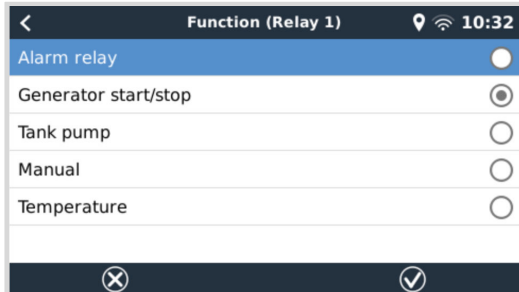 Function (Relay 1) 10:32
Alarm relay
Generator start/stop
Tank pump
Manual
Temperature